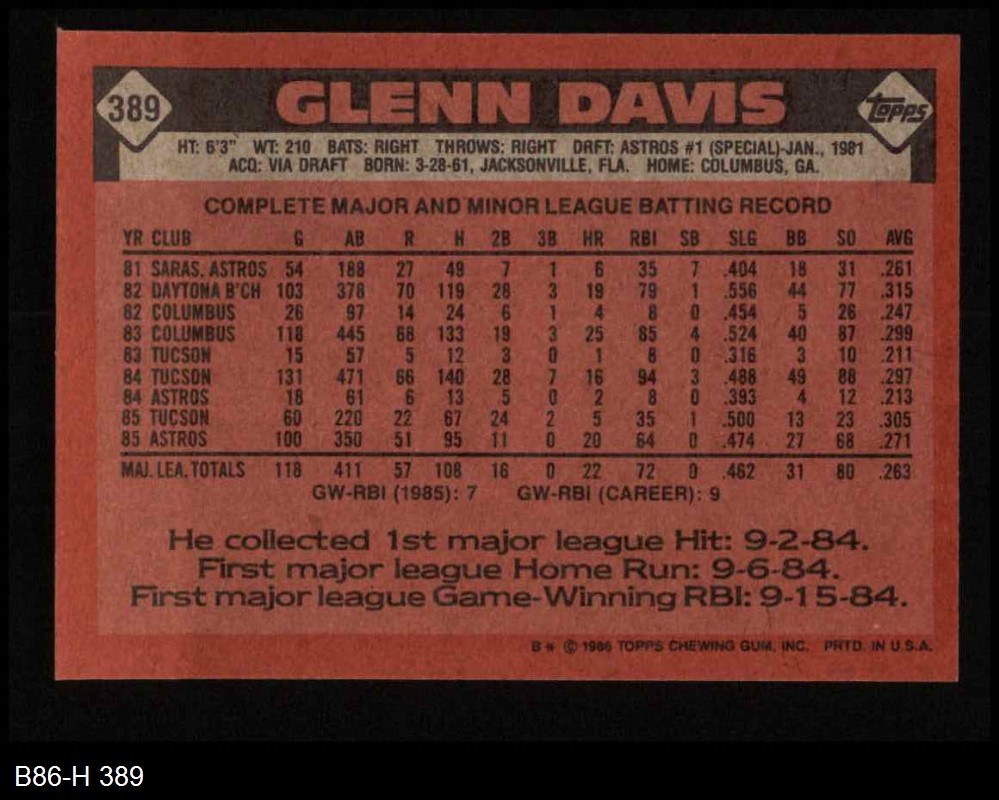 389 GLENN DAVIS topps
HT: 6'3" WT: 210 BATS: RIGHT THROWS: RIGHT DRFT: ASTROS #1 (SPECIAL)-JAN., 1981
ACQ: VIA DRAFT BORN: 3-28-61, JACKSONVILLE, FLA. HOME: COLUMBUS, GA.
COMPLETE MAJOR AND MINOR LEAGUE BATTING RECORD
YR CLUB G AB R H 2B 3B HR RBI SB SLG BB SO AVG
81 SARAS. ASTROS 54 188 27 49 7 1 6 35 7 .404 18 31 .261
82 DAYTONA B'CH 103 378 70 119 28 3 19 79 1 .556 44 77 .315
82 COLUMBUS 26 97 14 24 6 1 4 8 0 .454 5 26 .247
83 COLUMBUS 118 445 68 133 19 3 25 85 4 .524 40 87 .299
83 TUCSON 15 57 5 12 3 0 1 8 0 .316 3 10 .211
84 TUCSON 131 471 66 140 28 7 16 94 3 .488 49 88 .297
84 ASTROS 18 61 6 13 5 0 2 8 0 .393 4 12 .213
85 TUCSON 60 220 22 67 24 2 5 35 1 .500 13 23 .305
85 ASTROS 100 350 51 95 11 0 20 64 0 .474 27 68 .271
MAJ. LEA. TOTALS 118 411 57 108 16 0 22 72 0 .462 31 80 .263
GW-RBI (1985): 7 GW-RBI (CAREER): 9
He collected 1st major league Hit: 9-2-84.
First major league Home Run: 9-6-84.
First major league Game-Winning RBI: 9-15-84.
B* © 1986 TOPPS CHEWING GUM, INC. PRTD. IN U.S.A.
B86-H 389